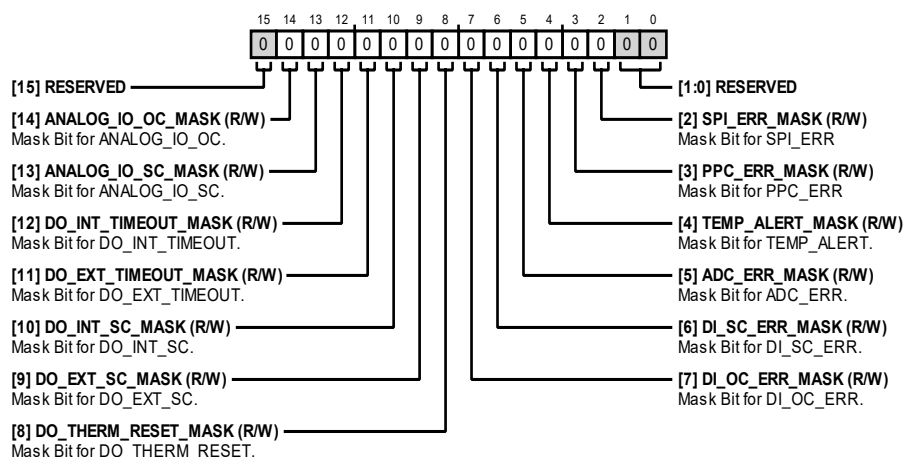 15 14 13 12 11 10 9 8 7 6 5 4 3 2 1 0
0 0 0 0 0 0 0 0 0 0 0 0 0 0 0 0
[15] RESERVED
[14] ANALOG_IO_OC_MASK (R/W)
Mask Bit for ANALOG_IO_OC.
[13] ANALOG_IO_SC_MASK (R/W)
Mask Bit for ANALOG_IO_SC.
[12] DO_INT_TIMEOUT_MASK (R/W)
Mask Bit for DO_INT_TIMEOUT.
[11] DO_EXT_TIMEOUT_MASK (R/W)
Mask Bit for DO_EXT_TIMEOUT.
[10] DO_INT_SC_MASK (R/W)
Mask Bit for DO_INT_SC.
[9] DO_EXT_SC_MASK (R/W)
Mask Bit for DO_EXT_SC.
[8] DO_THERM_RESET_MASK (R/W)
Mask Bit for DO_THERM_RESET.
[1:0] RESERVED
[2] SPI_ERR_MASK (R/W)
Mask Bit for SPI_ERR
[3] PPC_ERR_MASK (R/W)
Mask Bit for PPC_ERR
[4] TEMP_ALERT_MASK (R/W)
Mask Bit for TEMP_ALERT.
[5] ADC_ERR_MASK (R/W)
Mask Bit for ADC_ERR.
[6] DI_SC_ERR_MASK (R/W)
Mask Bit for DI_SC_ERR.
[7] DI_OC_ERR_MASK (R/W)
Mask Bit for DI_OC_ERR.